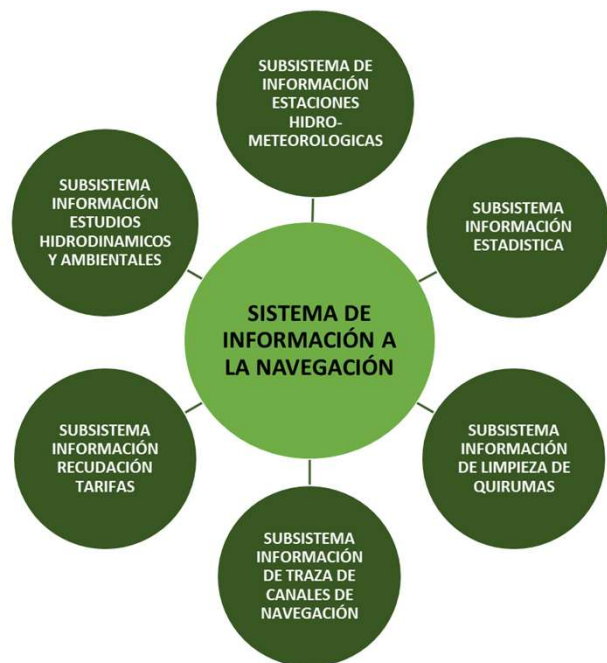 SUBSISTEMA DE
INFORMACIÓN
ESTACIONES
HIDRO-
METEOROLOGICAS
SUBSISTEMA
INFORMACIÓN
ESTUDIOS
HIDRODINAMICOS
Y AMBIENTALES
SUBSISTEMA
INFORMACIÓN
ESTADISTICA
SISTEMA DE
INFORMACIÓN A
LA NAVEGACIÓN
SUBSISTEMA
INFORMACIÓN
RECUDACIÓN
TARIFAS
SUBSISTEMA
INFORMACIÓN
DE LIMPIEZA DE
QUIRUMAS
SUBSISTEMA
INFORMACIÓN
DE TRAZA DE
CANALES DE
NAVEGACIÓN